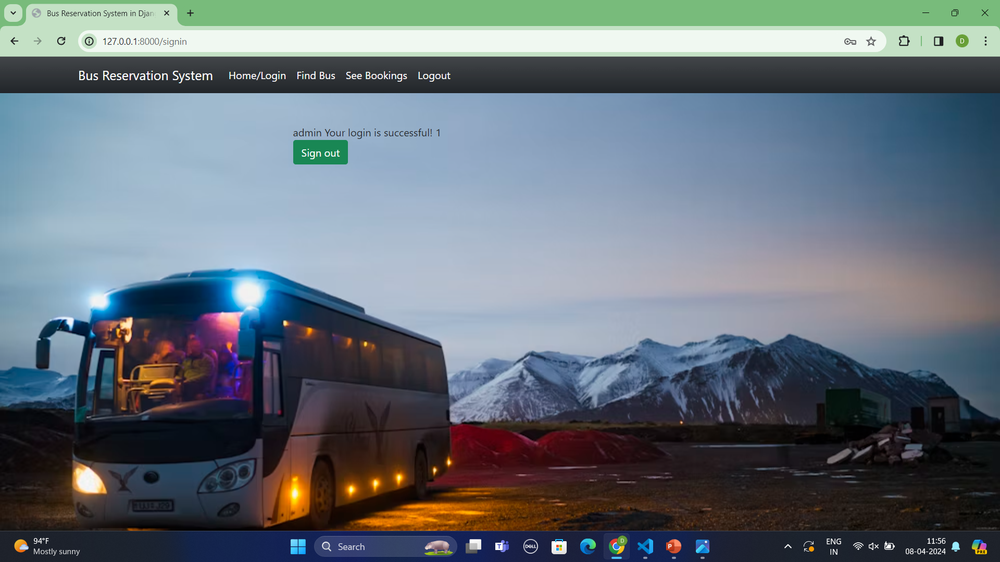 Bus Reservation System in Djan
127.0.0.1:8000/signin
D
Bus Reservation System Home/Login Find Bus See Bookings Logout
admin Your login is successful! 1
Sign out
94°F
Mostly sunny
Search
DELL
D
ENG
IN
11:56
08-04-2024
PRE